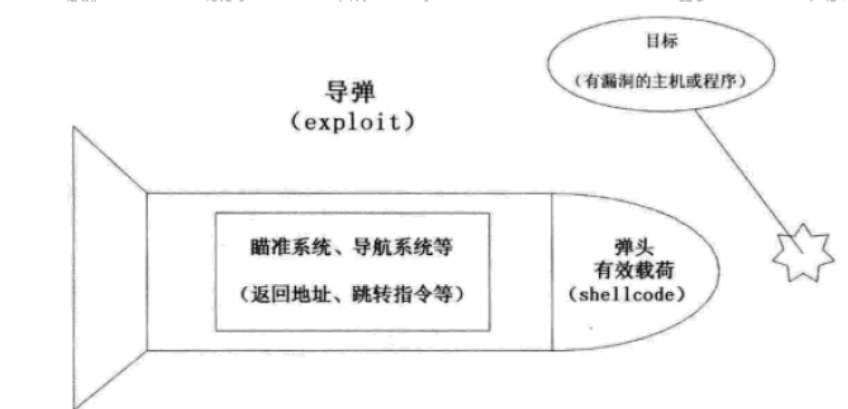 目标
（有漏洞的主机或程序）
导弹
（exploit）
瞄准系统、导航系统等
（返回地址、跳转指令等）
弹头
有效载荷
（shellcode）